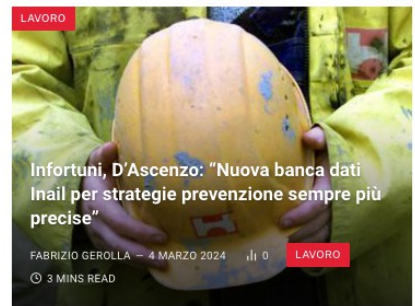 LAVORO
Infortuni, D'Ascenzo: “Nuova banca dati
Inail per strategie prevenzione sempre più
precise”
FABRIZIO GEROLLA — 4 MARZO 2024 0 LAVORO
3 MINS READ